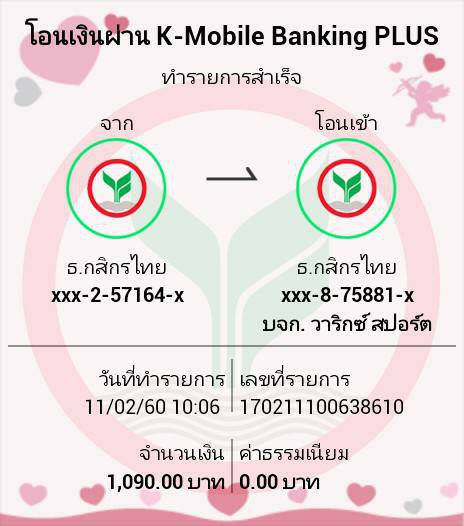 โอนเงินผ่าน K-Mobile Banking PLUS
ทำรายการสำเร็จ
จาก
โอนเข้า
ธ.กสิกรไทย
ธ.กสิกรไทย
xxx-2-57164-x
xxx-8-75881-x
บจก. วาริกซ์ สปอร์ต
วันที่ทำรายการ
เลขที่รายการ
11/02/60 10:06
170211100638610
จำนวนเงิน
ค่าธรรมเนียม
1,090.00 บาท
0.00 บาท